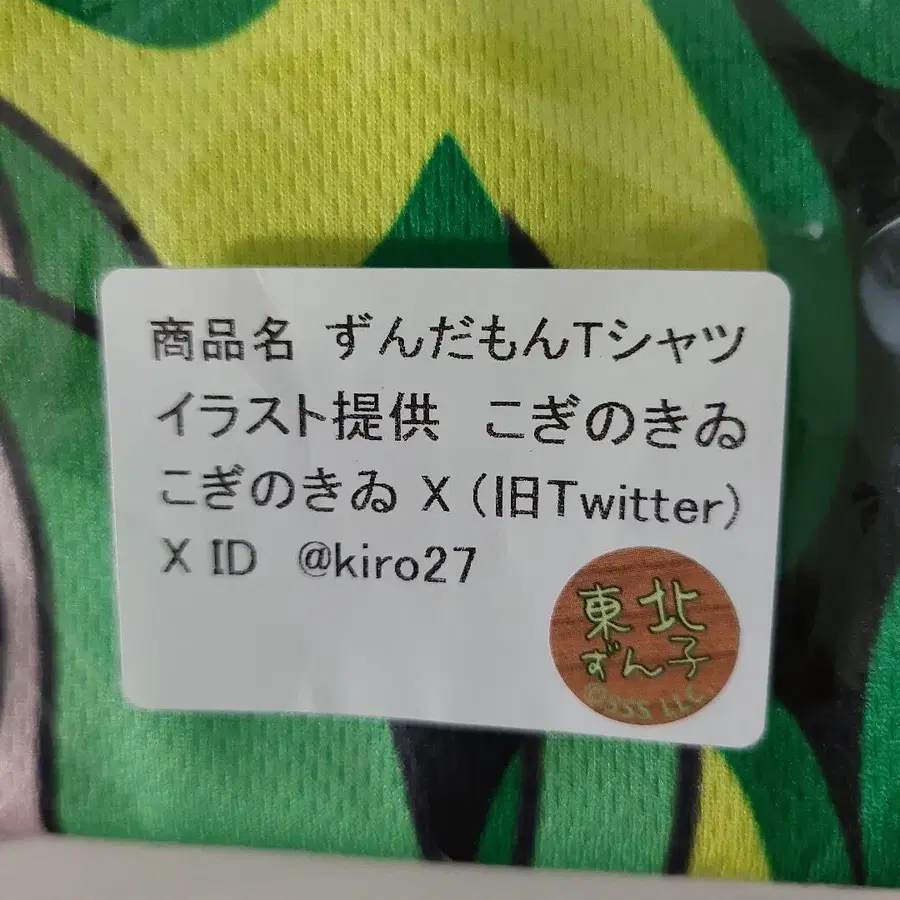 商品名 ずんだもんTシャツ
イラスト提供 こぎのきゐ
こぎのきゐ X (旧Twitter)
X ID @kiro27
東北
ずん子
©SSS LLC.